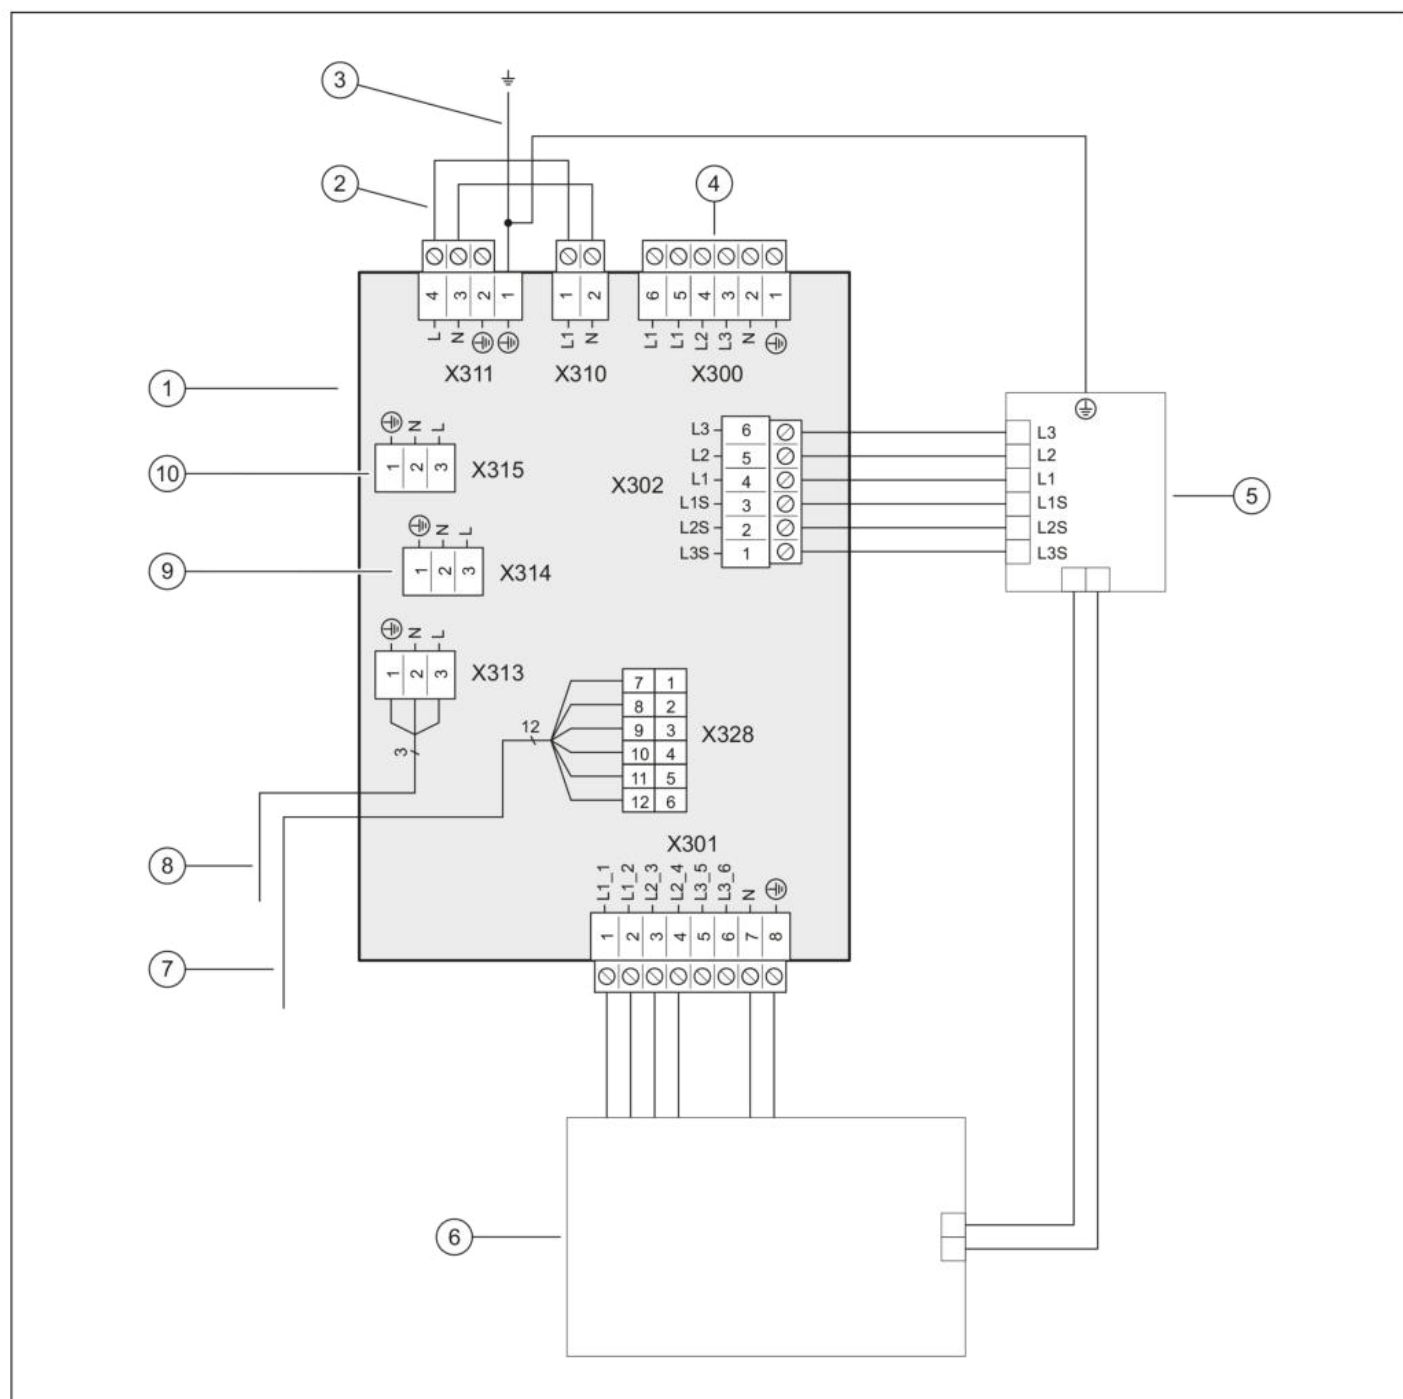 3
2
4
4 3 2 1
1 2
6 5 4 3 2 1
L N
L1 N
L1 L1 L2 L3 N
X311
X310
X300
1
N L
1 2 3
X315
10
L3 6
L2 5
L1 4
L1S 3
L2S 2
L3S 1
X302
L3
L2
L1
L1S
L2S
L3S
5
N L
1 2 3
X314
9
N L
1 2 3
X313
3
12
7 1
8 2
9 3
10 4
11 5
12 6
X328
8
7
X301
L1_1 L1_2 L2_3 L2_4 L3_5 L3_6 N
1 2 3 4 5 6 7 8
6